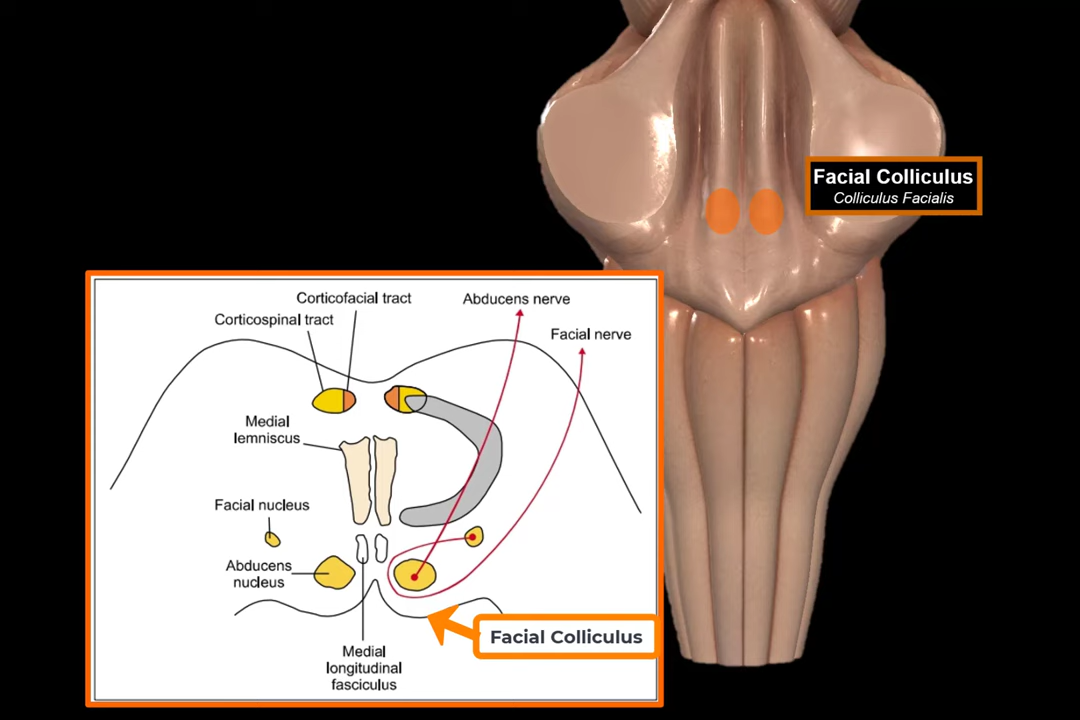 Facial Colliculus
Colliculus Facialis
Corticofacial tract
Abducens nerve
Corticospinal tract
Facial nerve
Medial
lemniscus
Facial nucleus
Abducens
nucleus
Facial Colliculus
Medial
longitudinal
fasciculus